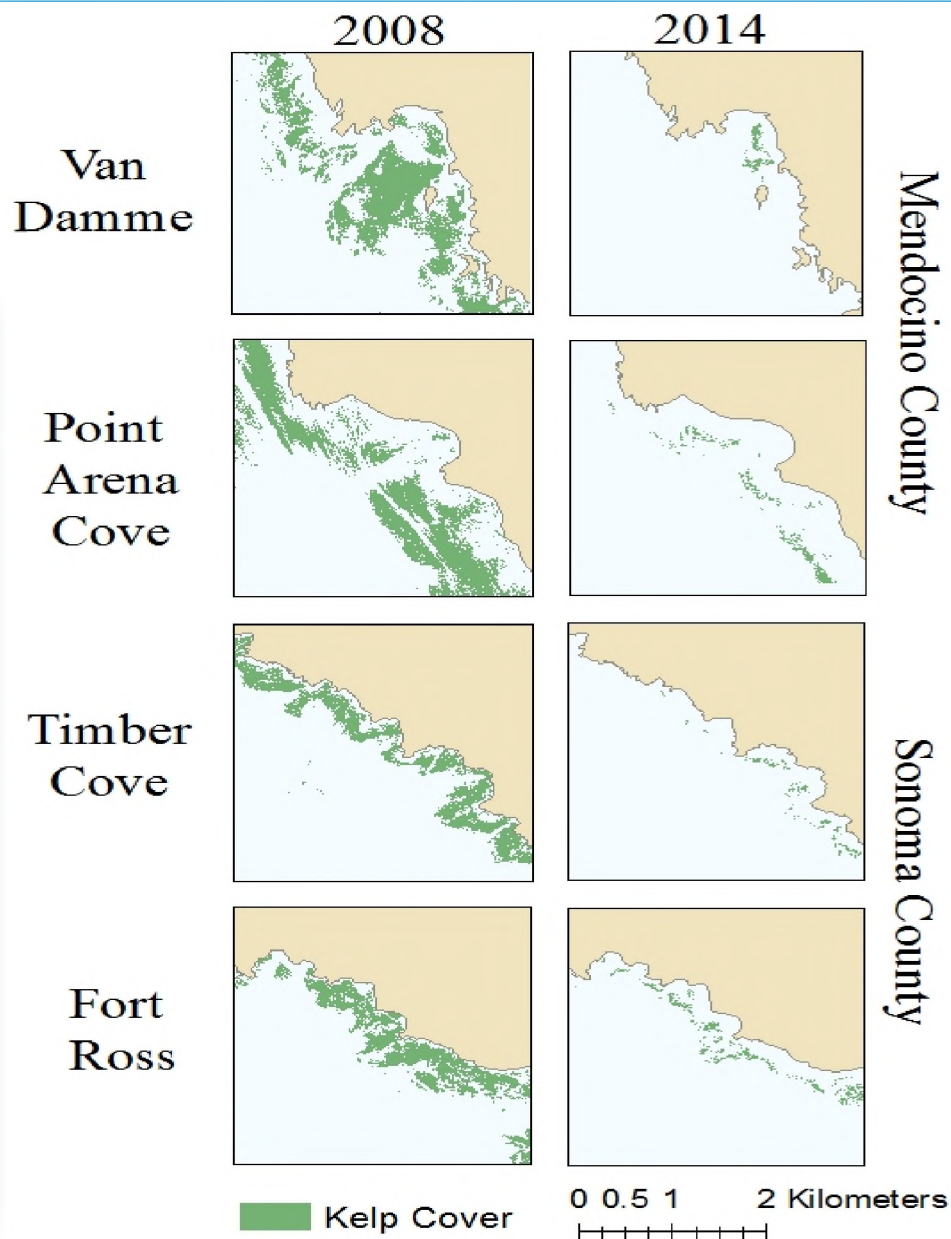 2008 2014
Van
Damme
Mendocino County
Point
Arena
Cove
Timber
Cove
Sonoma County
Fort
Ross
Kelp Cover
0 0.5 1 2 Kilometers